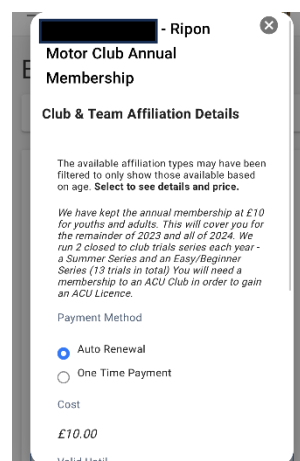 - Ripon
Motor Club Annual
Membership
Club & Team Affiliation Details
The available affiliation types may have been
filtered to only show those available based
on age. Select to see details and price.
We have kept the annual membership at £10
for youths and adults. This will cover you for
the remainder of 2023 and all of 2024. We
run 2 closed to club trials series each year -
a Summer Series and an Easy/Beginner
Series (13 trials in total) You will need a
membership to an ACU Club in order to gain
an ACU Licence.
Payment Method
Auto Renewal
One Time Payment
Cost
£10.00
Valid Until